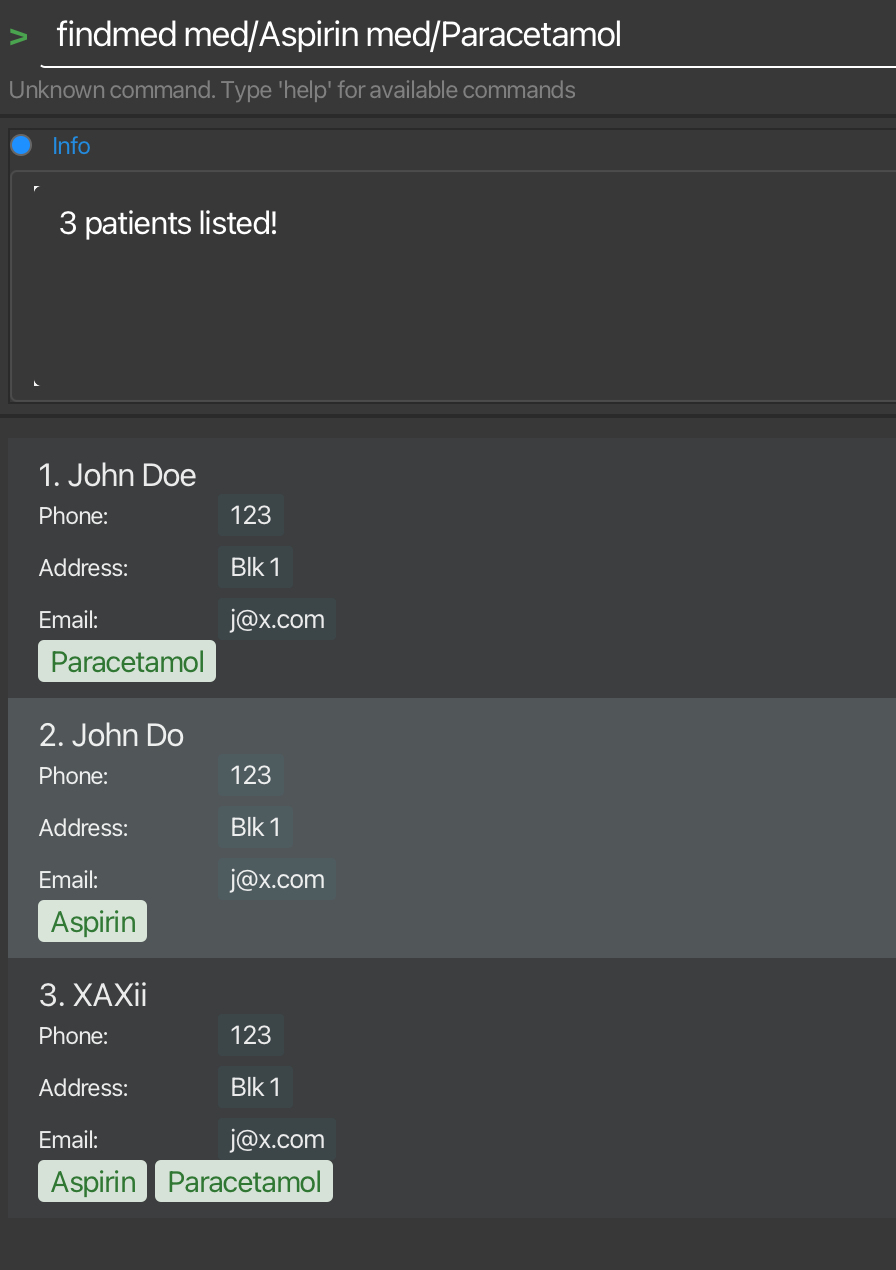 > findmed med/Aspirin med/Paracetamol
Unknown command. Type 'help' for available commands
Info
3 patients listed!
1. John Doe
Phone: 123
Address: Blk 1
Email: j@x.com
Paracetamol
2. John Do
Phone: 123
Address: Blk 1
Email: j@x.com
Aspirin
3. XAXii
Phone: 123
Address: Blk 1
Email: j@x.com
Aspirin Paracetamol